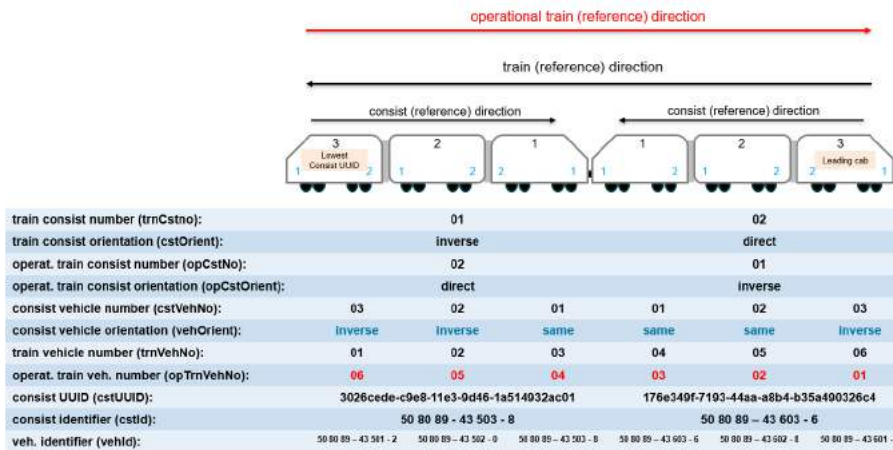 operational train (reference) direction
train (reference) direction
consist (reference) direction consist (reference) direction
3 2 1 1 2 3
Lowest
Consist UUID
Leading cab
1 2 1 2 2 1 1 2 1 2 2 1
train consist number (trnCstno): 01 02
train consist orientation (cstOrient): inverse direct
operat. train consist number (opCstNo): 02 01
operat. train consist orientation (opCstOrient): direct inverse
consist vehicle number (cstVehNo): 03 02 01 01 02 03
consist vehicle orientation (vehOrient): inverse inverse same same same inverse
train vehicle number (trnVehNo): 01 02 03 04 05 06
operat. train veh. number (opTrnVehNo): 06 05 04 03 02 01
consist UUID (cstUUID): 3026cede-c9e8-11e3-9d46-1a514932ac01 176e349f-7193-44aa-a8b4-b35a490326c4
consist identifier (cstId): 50 80 89 - 43 503 - 8 50 80 89 – 43 603 - 6
veh. identifier (vehId): 50 80 89 – 43 501 - 2 50 80 89 – 43 502 - 0 50 80 89 – 43 503 - 8 50 80 89 – 43 603 - 6 50 80 89 – 43 602 - 8 50 80 89 – 43 601 -